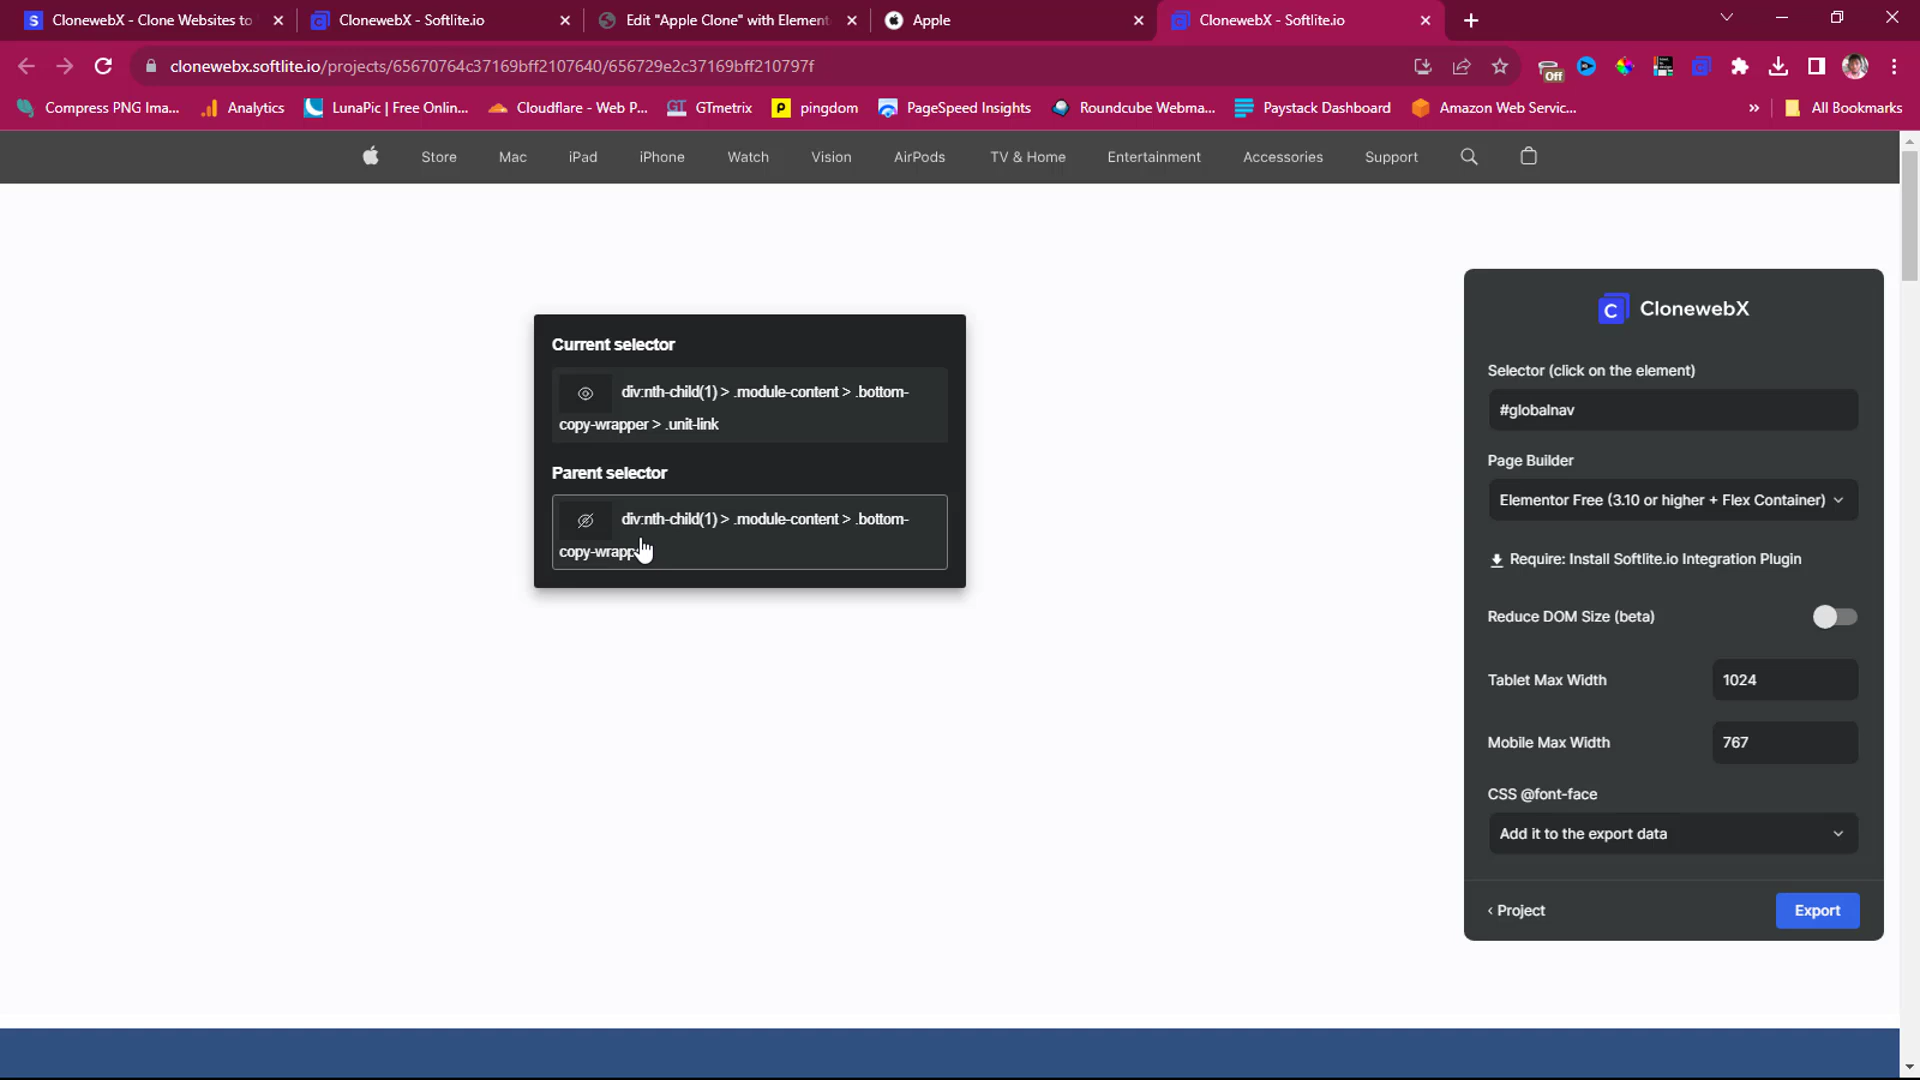 ClonewebX - Clone Websites to
ClonewebX - Softlite.io
Edit "Apple Clone" with Element
Apple
ClonewebX - Softlite.io
clonewebx.softlite.io/projects/65670764c37169bff2107640/656729e2c37169bff210797f
Off
Compress PNG Ima...
Analytics
LunaPic | Free Onlin...
Cloudflare - Web P...
GTmetrix
pingdom
PageSpeed Insights
Roundcube Webma...
Paystack Dashboard
Amazon Web Servic...
»
All Bookmarks
Store
Mac
iPad
iPhone
Watch
Vision
AirPods
TV & Home
Entertainment
Accessories
Support
Current selector
div:nth-child(1) > .module-content > .bottom-
copy-wrapper > .unit-link
Parent selector
div:nth-child(1) > .module-content > .bottom-
ClonewebX
Selector (click on the element)
#globalnav
Page Builder
Elementor Free (3.10 or higher + Flex Container)
Require: Install Softlite.io Integration Plugin
Reduce DOM Size (beta)
Tablet Max Width
1024
Mobile Max Width
767
CSS @font-face
Add it to the export data
‹ Project
Export